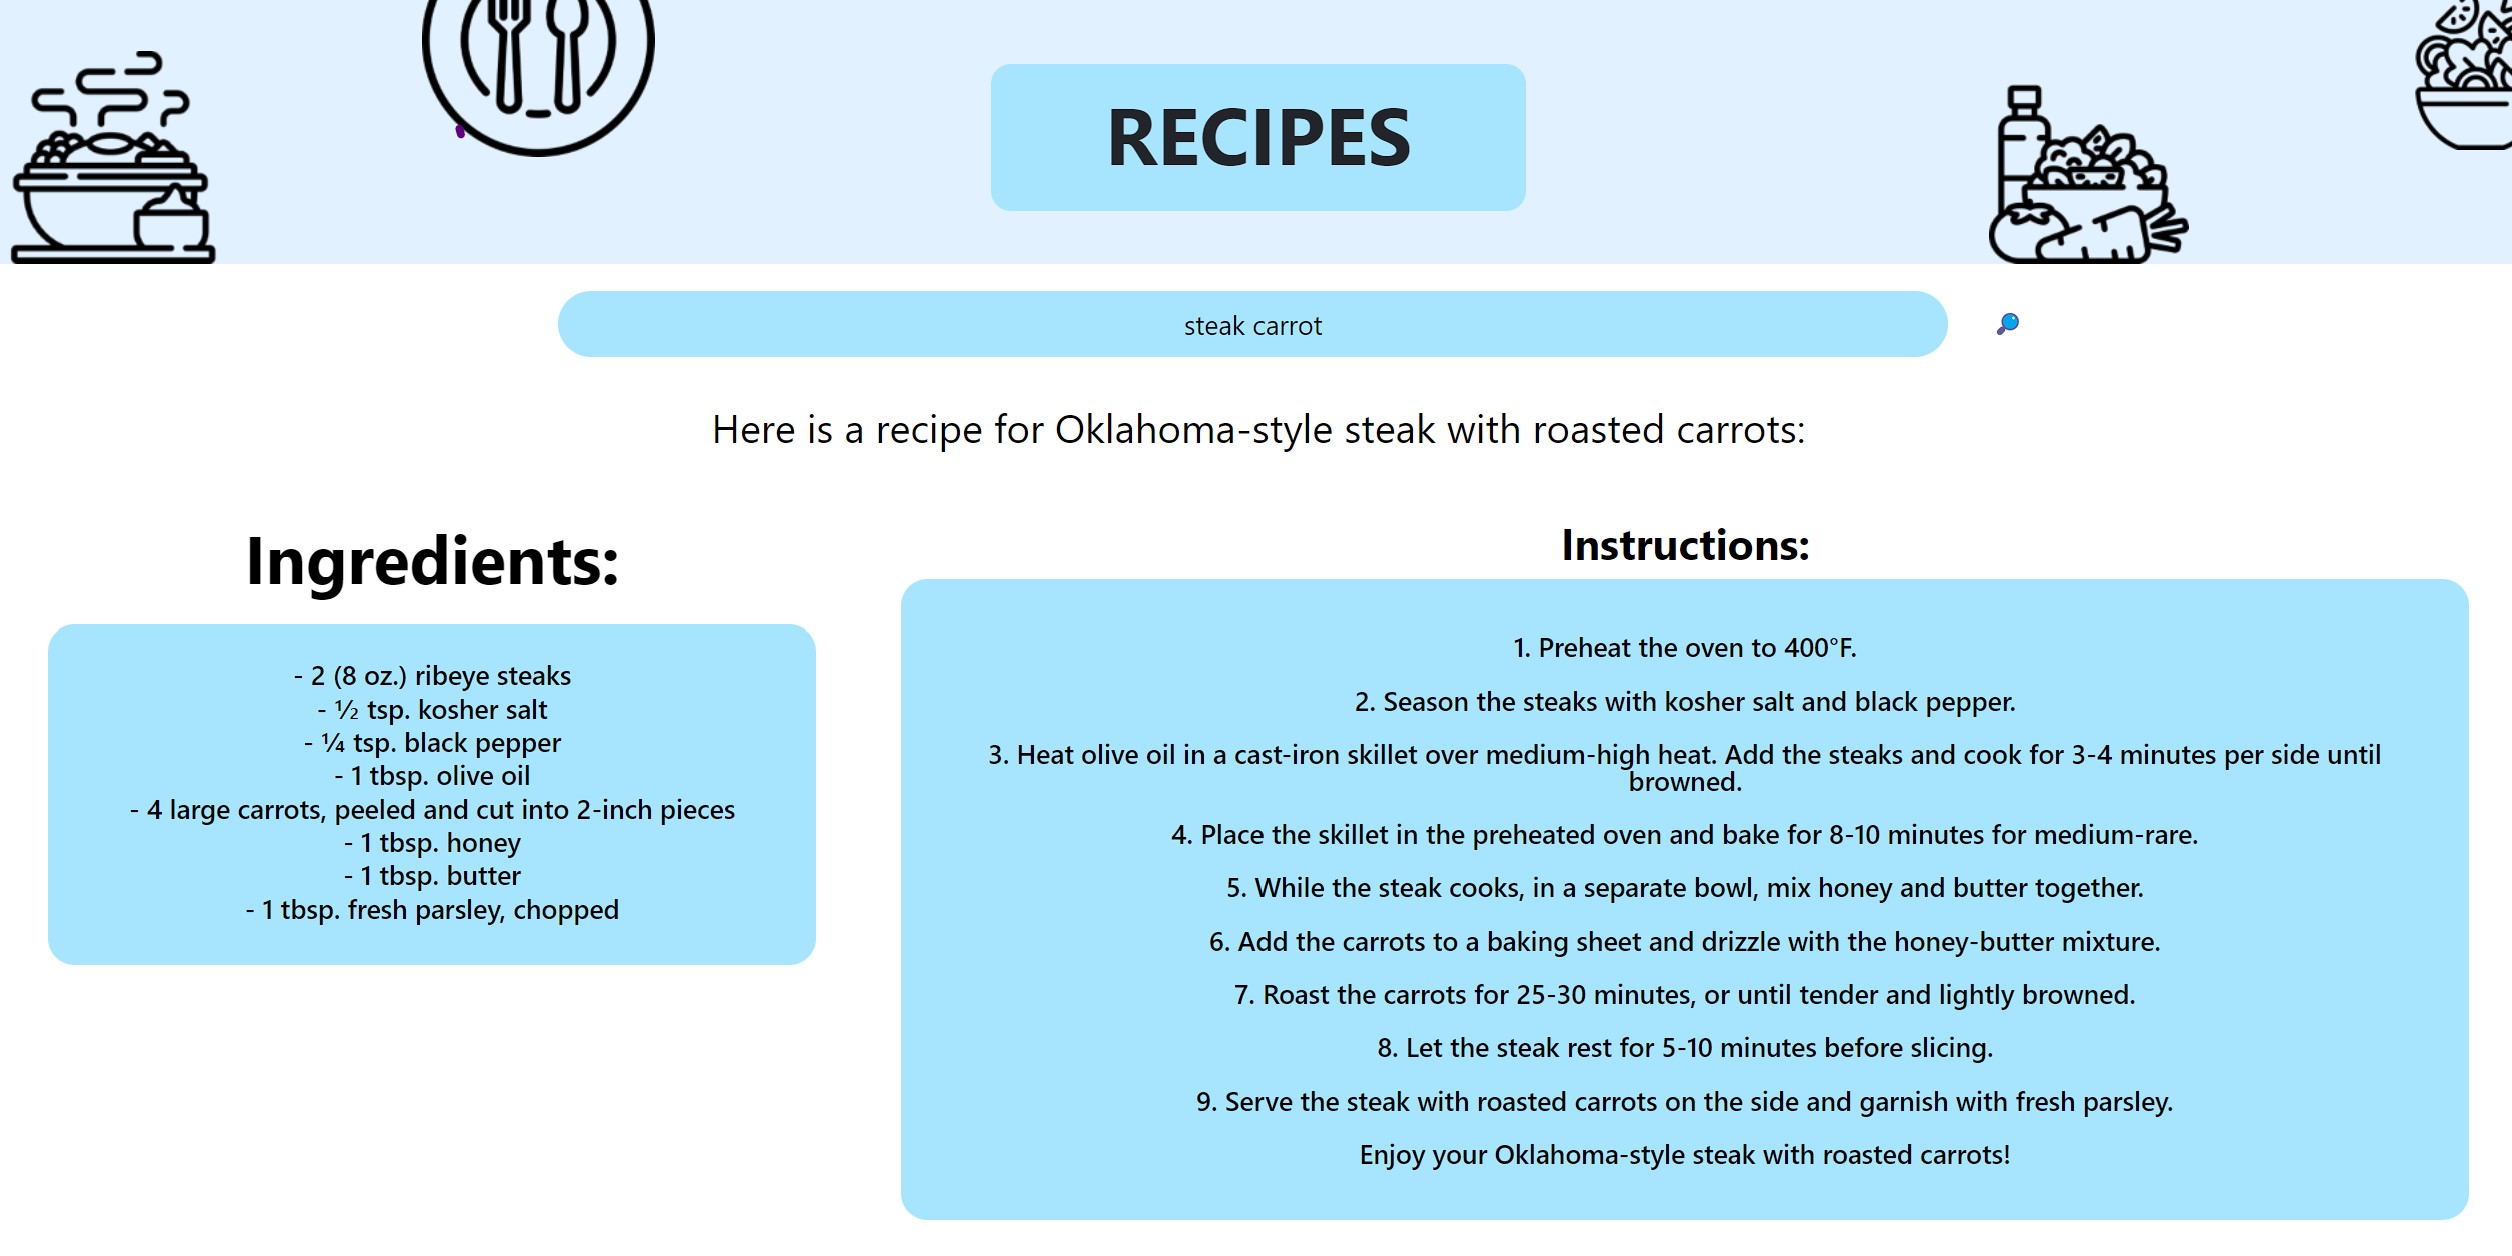 RECIPES
steak carrot
Here is a recipe for Oklahoma-style steak with roasted carrots:
Ingredients:
- 2 (8 oz.) ribeye steaks
- ½ tsp. kosher salt
- ¼ tsp. black pepper
- 1 tbsp. olive oil
- 4 large carrots, peeled and cut into 2-inch pieces
- 1 tbsp. honey
- 1 tbsp. butter
- 1 tbsp. fresh parsley, chopped
Instructions:
1. Preheat the oven to 400°F.
2. Season the steaks with kosher salt and black pepper.
3. Heat olive oil in a cast-iron skillet over medium-high heat. Add the steaks and cook for 3-4 minutes per side until
browned.
4. Place the skillet in the preheated oven and bake for 8-10 minutes for medium-rare.
5. While the steak cooks, in a separate bowl, mix honey and butter together.
6. Add the carrots to a baking sheet and drizzle with the honey-butter mixture.
7. Roast the carrots for 25-30 minutes, or until tender and lightly browned.
8. Let the steak rest for 5-10 minutes before slicing.
9. Serve the steak with roasted carrots on the side and garnish with fresh parsley.
Enjoy your Oklahoma-style steak with roasted carrots!